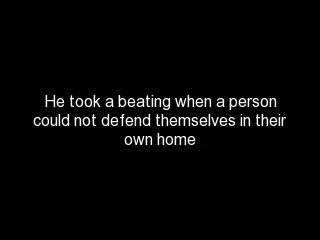 He took a beating when a person
could not defend themselves in their
own home